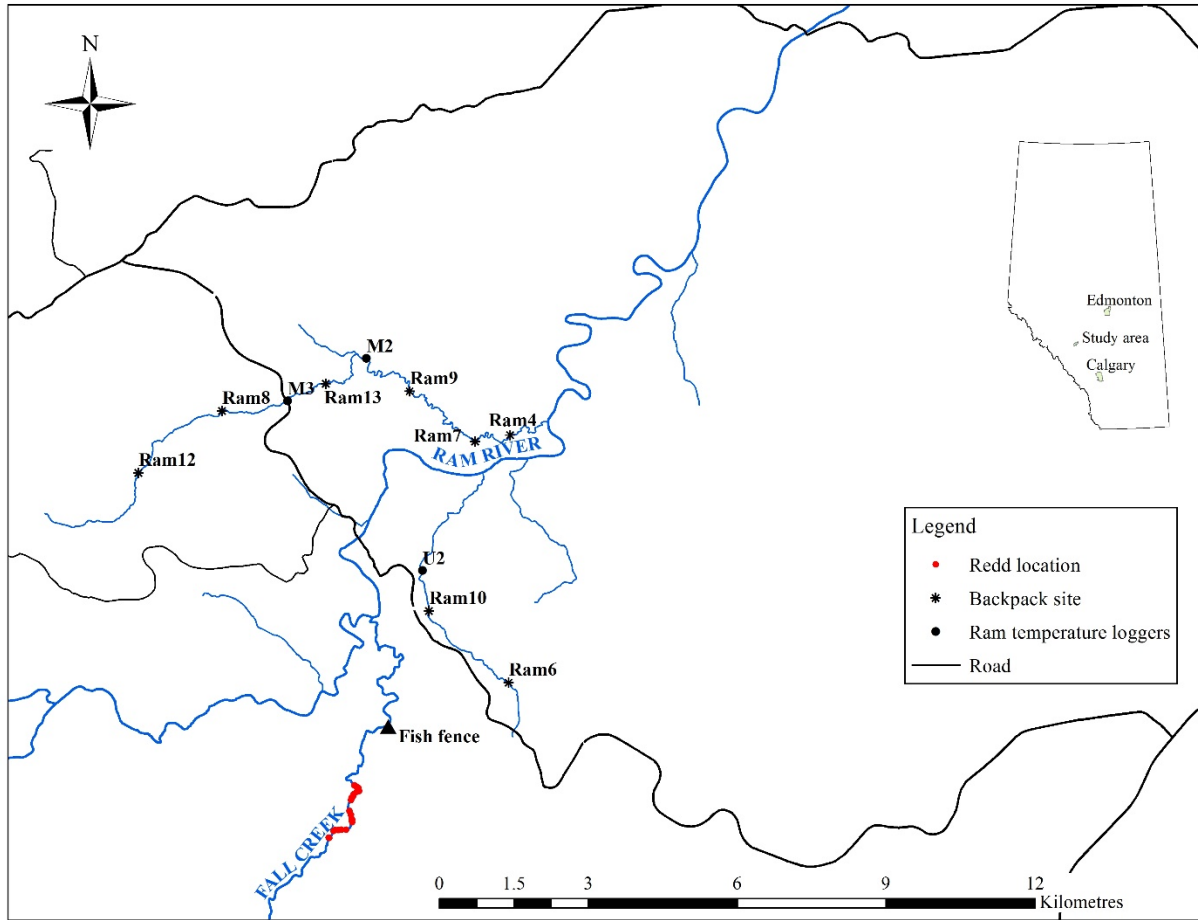 N
Edmonton
Study area
Calgary
M2
Ram9
M3
Ram13
Ram8
Ram4
Ram7
RAM RIVER
Ram12
U2
Ram10
Ram6
Fish fence
FALL CREEK
Legend
Redd location
Backpack site
Ram temperature loggers
Road
0 1.5 3 6 9 12
Kilometres